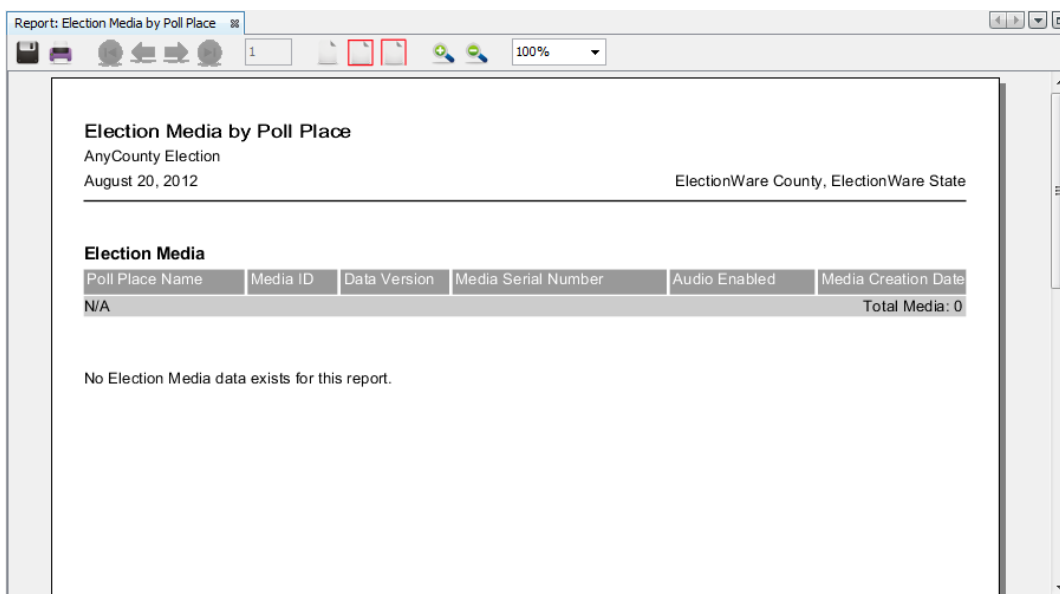 Report: Election Media by Poll Place
1
100%
Election Media by Poll Place
AnyCounty Election
August 20, 2012 ElectionWare County, ElectionWare State
Election Media
Poll Place Name Media ID Data Version Media Serial Number Audio Enabled Media Creation Date
N/A Total Media: 0
No Election Media data exists for this report.